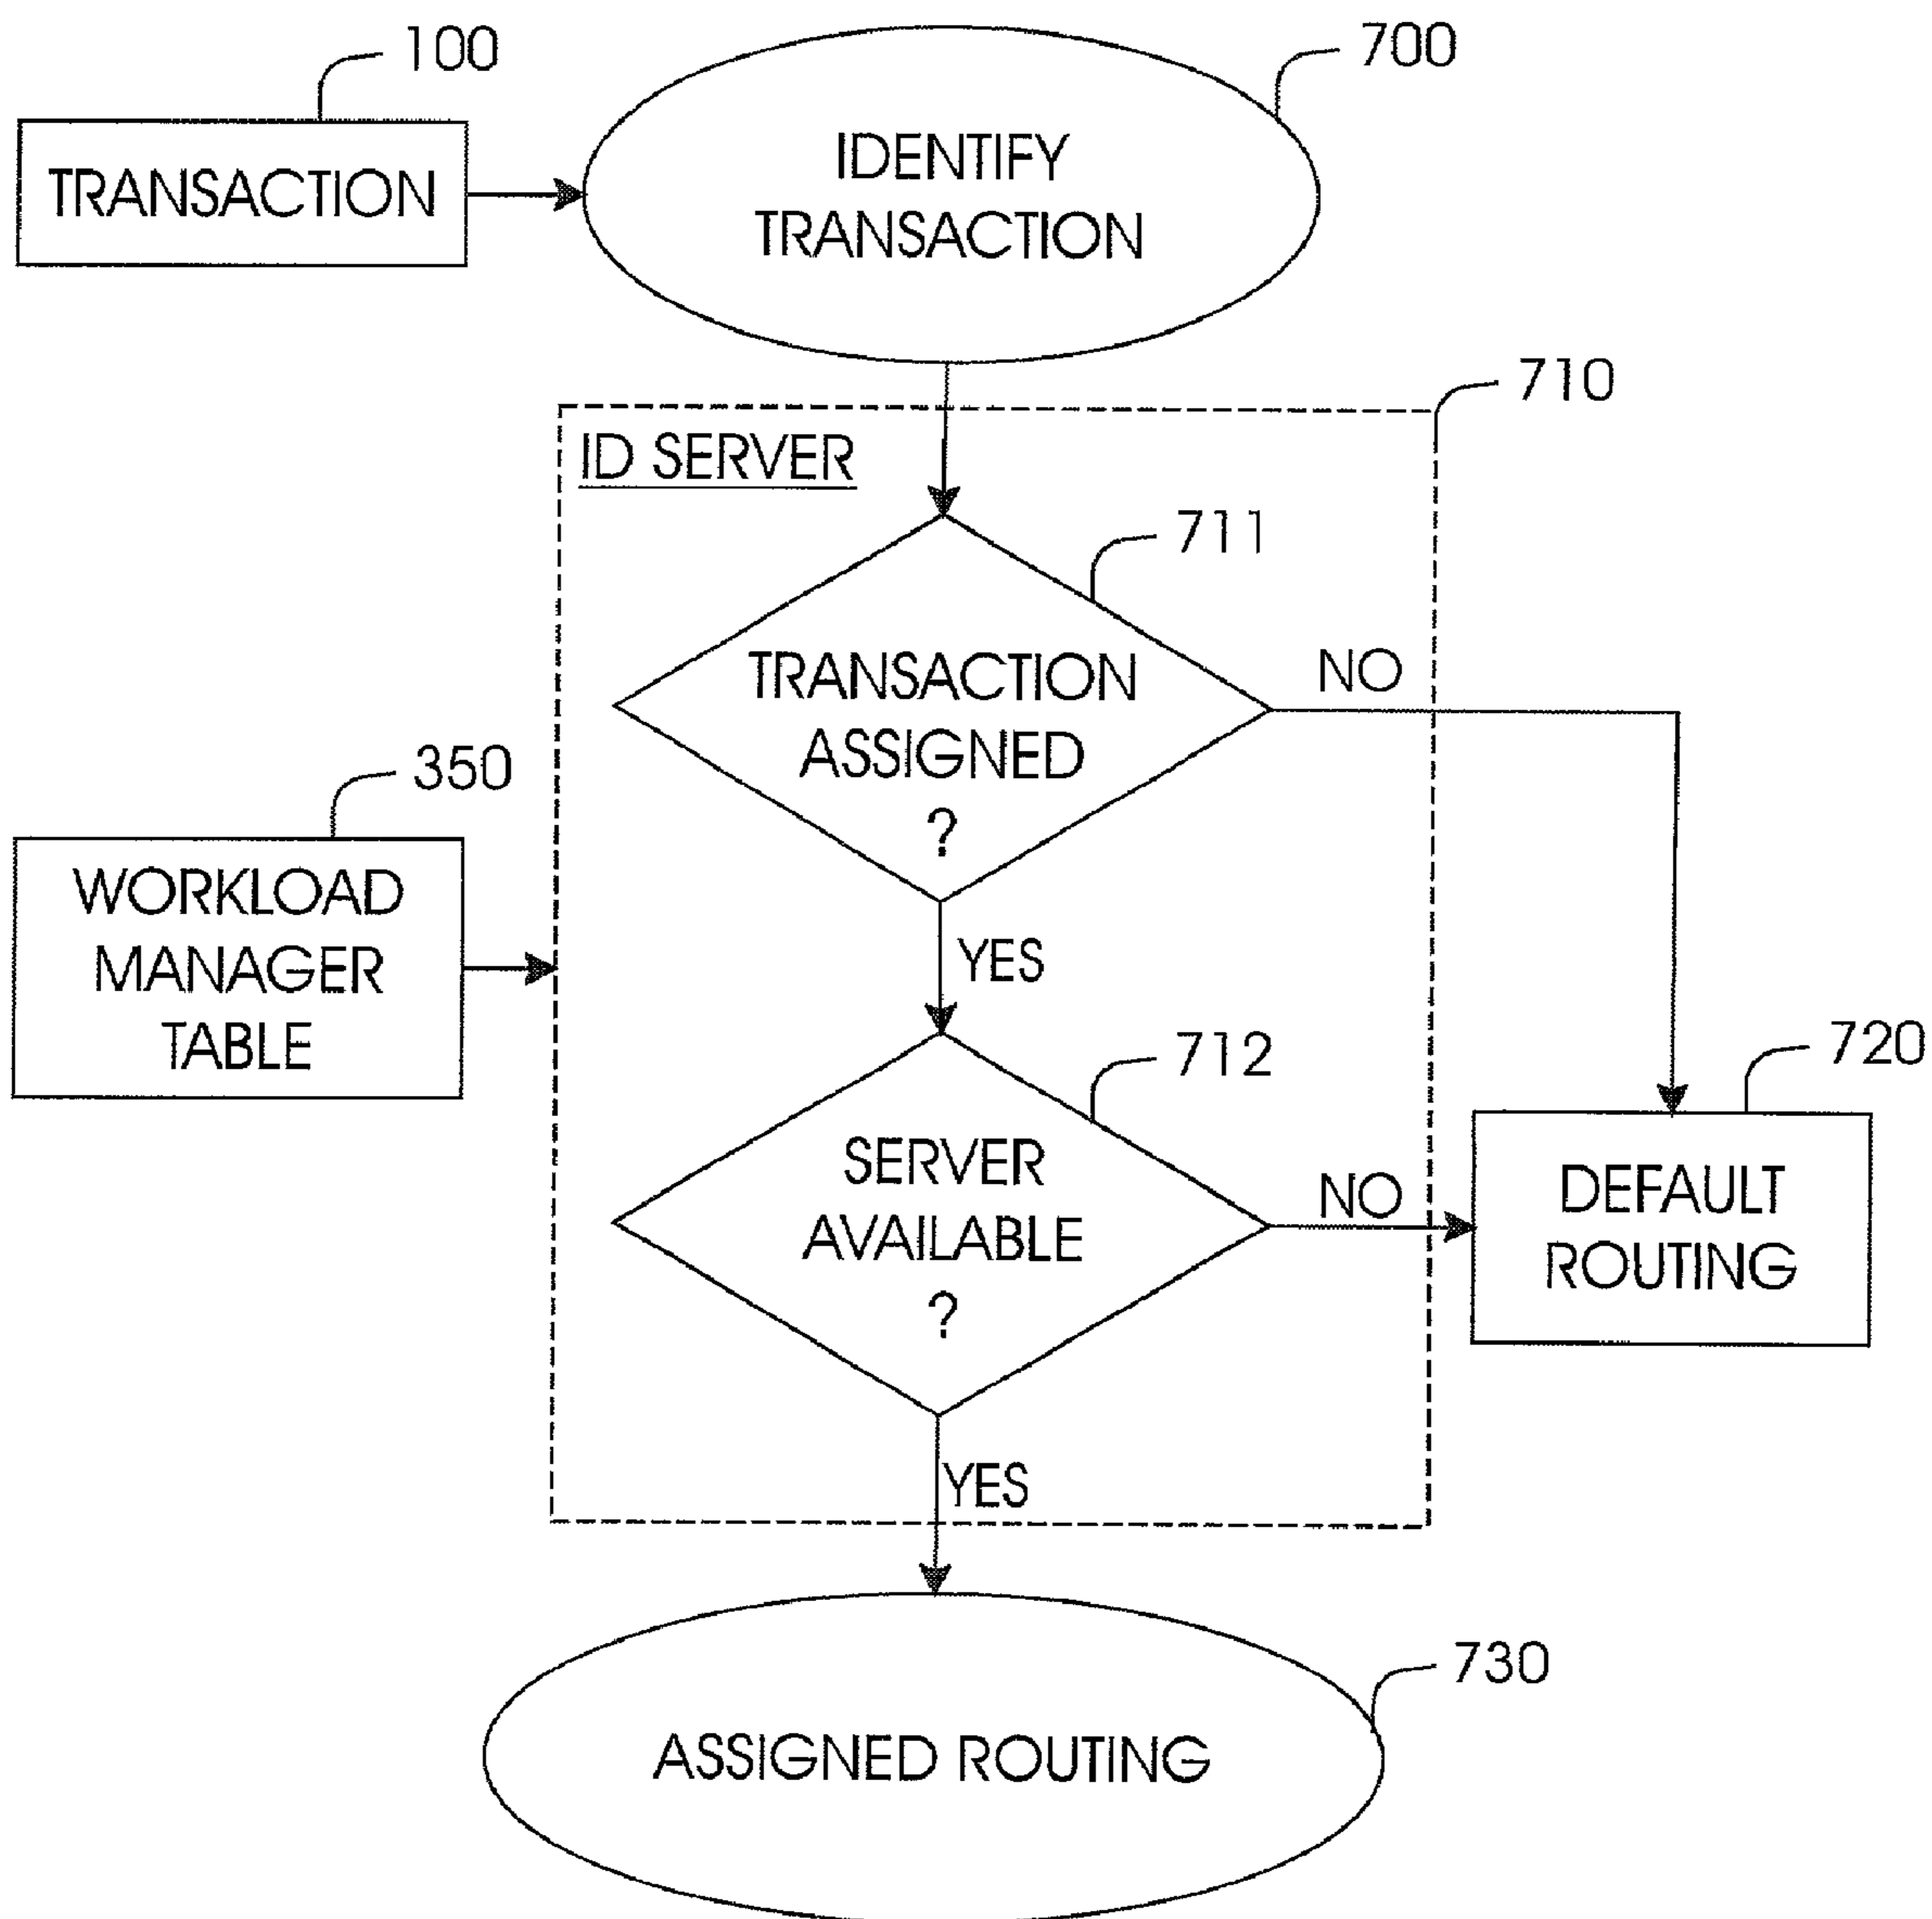 100
TRANSACTION
700
IDENTIFY
TRANSACTION
710
ID SERVER
711
TRANSACTION
ASSIGNED
?
NO
350
WORKLOAD
MANAGER
TABLE
YES
712
SERVER
AVAILABLE
?
NO
720
DEFAULT
ROUTING
YES
730
ASSIGNED ROUTING